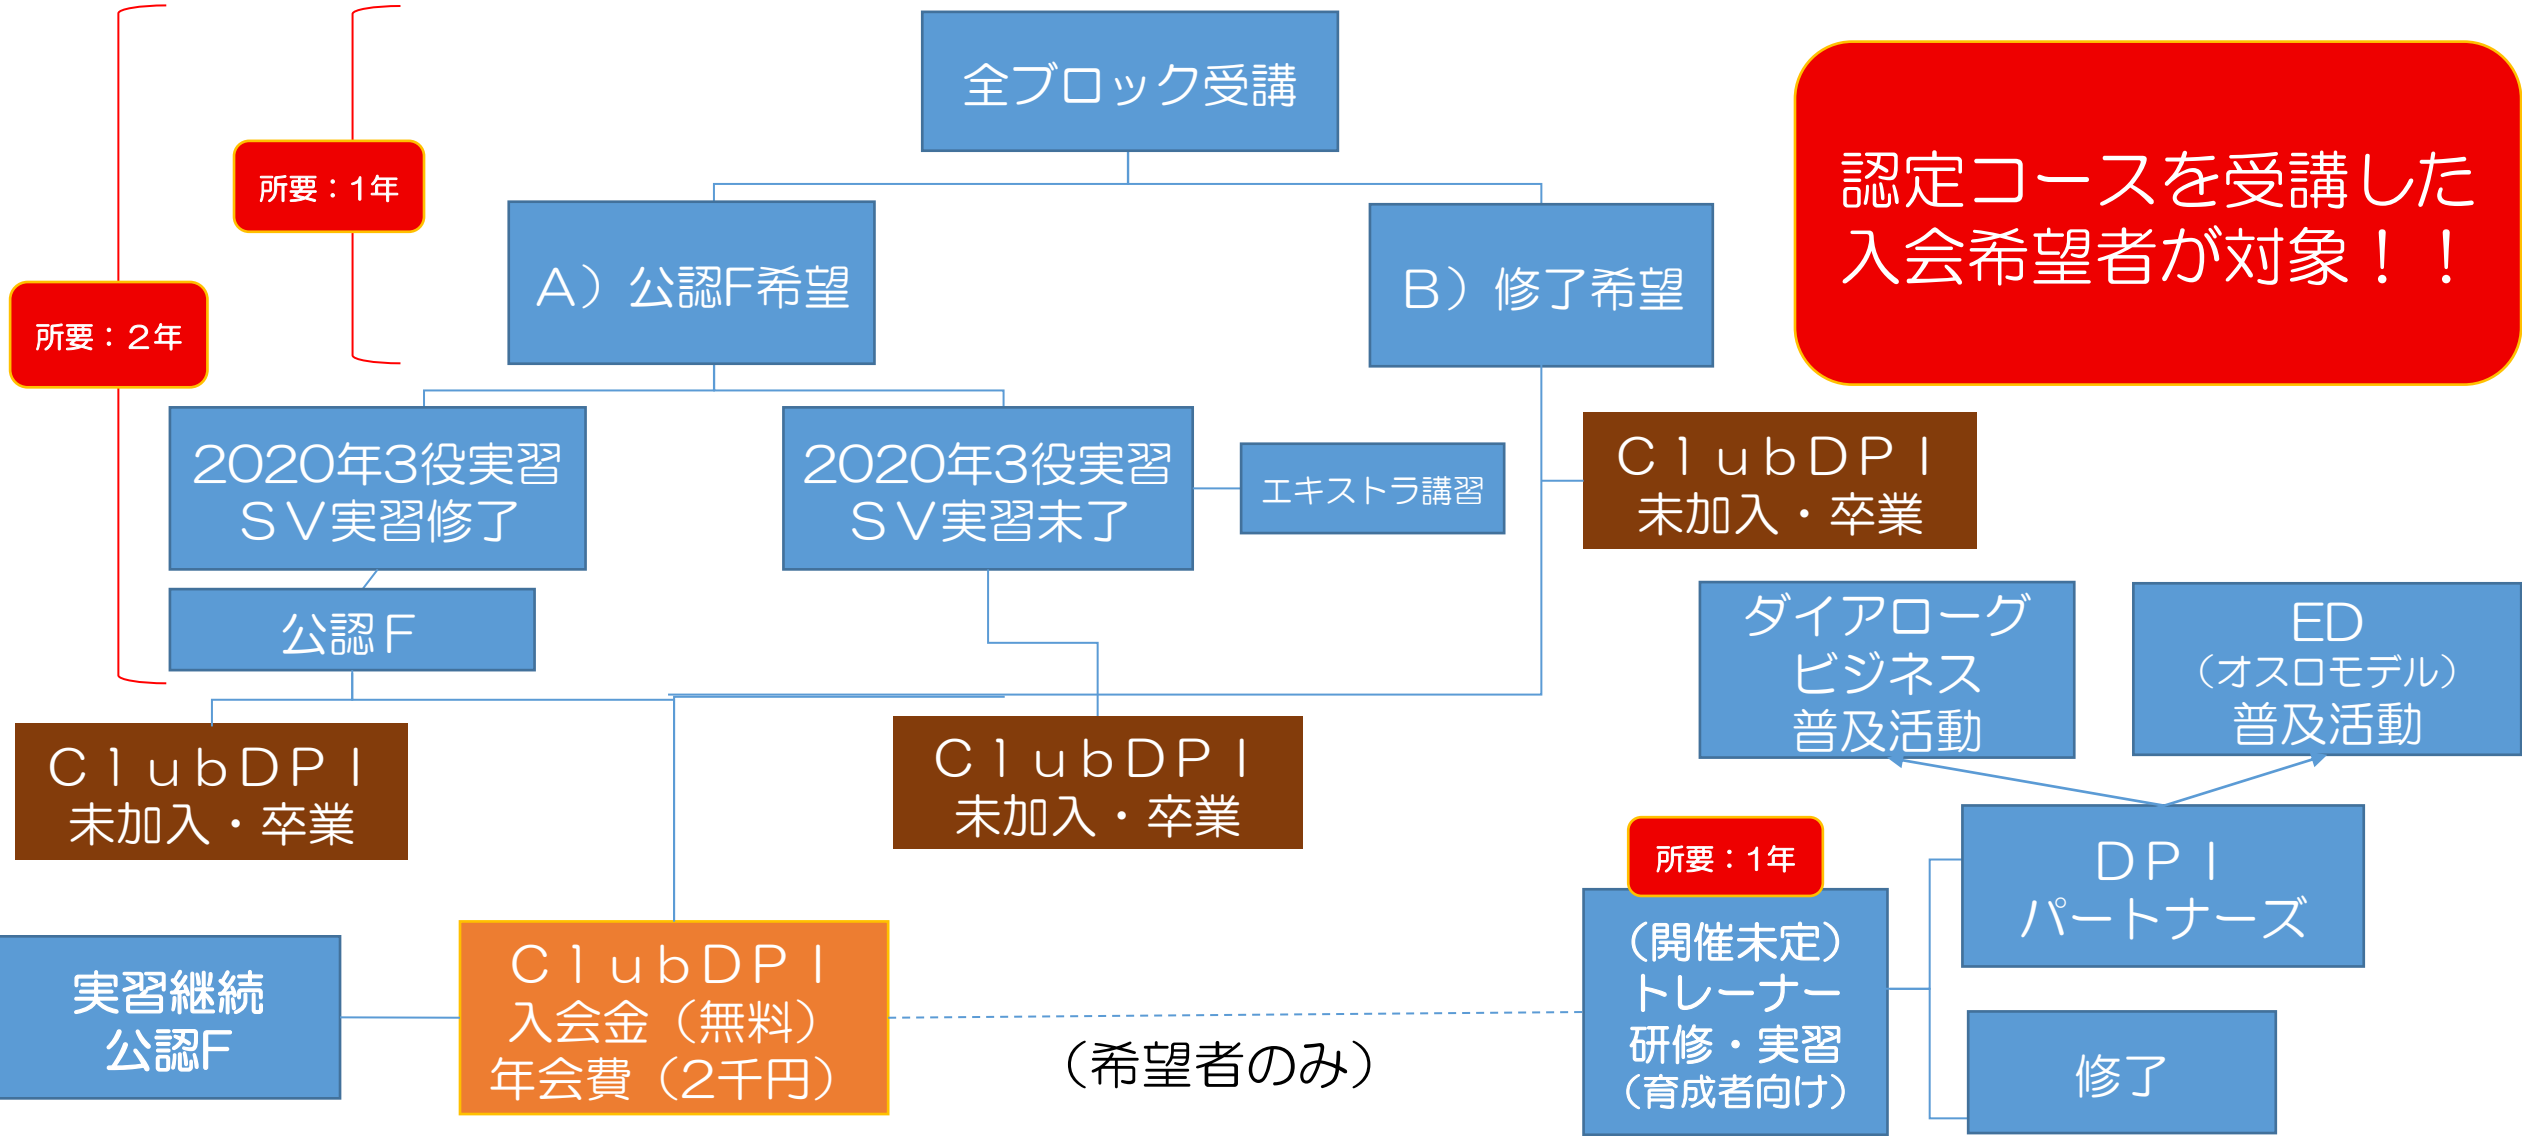 全ブロック受講
認定コースを受講した
入会希望者が対象！！
所要：1年
所要：2年
A）公認F希望
B）修了希望
2020年3役実習
ＳＶ実習修了
2020年3役実習
ＳＶ実習未了
エキストラ講習
ＣｌｕｂＤＰＩ
未加入・卒業
公認Ｆ
ダイアローグ
ビジネス
普及活動
ED
（オスロモデル）
普及活動
ＣｌｕｂＤＰＩ
未加入・卒業
ＣｌｕｂＤＰＩ
未加入・卒業
所要：1年
ＤＰＩ
パートナーズ
実習継続
公認F
ＣｌｕｂＤＰＩ
入会金（無料）
年会費（2千円）
（希望者のみ）
（開催未定）
トレーナー
研修・実習
（育成者向け）
修了